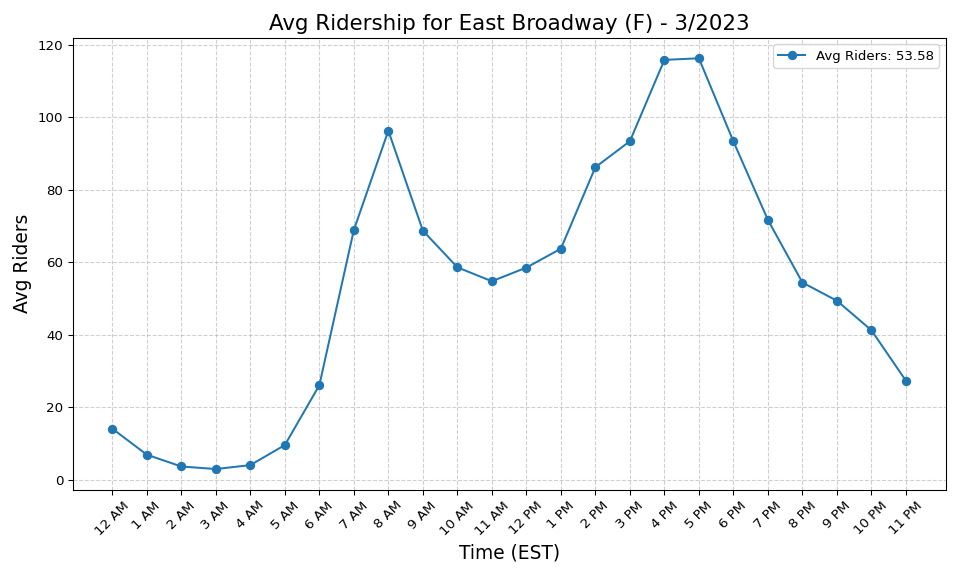 Avg Ridership for East Broadway (F) - 3/2023
Avg Riders: 53.58
Avg Riders
120
100
80
60
40
20
0
12 AM
1 AM
2 AM
3 AM
4 AM
5 AM
6 AM
7 AM
8 AM
9 AM
10 AM
11 AM
12 PM
1 PM
2 PM
3 PM
4 PM
5 PM
6 PM
7 PM
8 PM
9 PM
10 PM
11 PM
Time (EST)